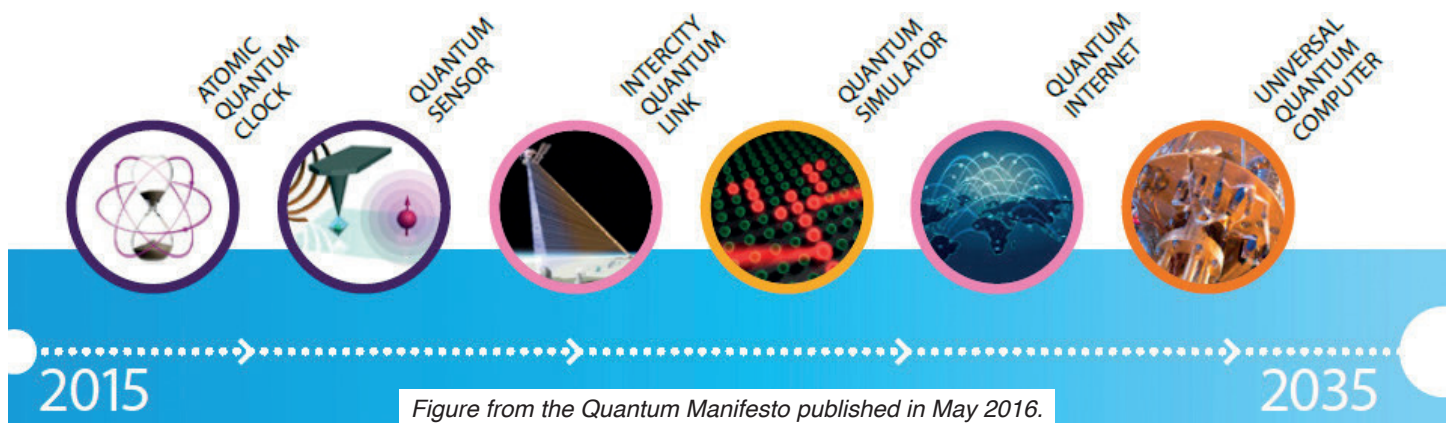 ATOMIC
QUANTUM
CLOCK
QUANTUM
SENSOR
INTERCITY
QUANTUM
LINK
QUANTUM
SIMULATOR
QUANTUM
INTERNET
UNIVERSAL
QUANTUM
COMPUTER
2015
2035
Figure from the Quantum Manifesto published in May 2016.